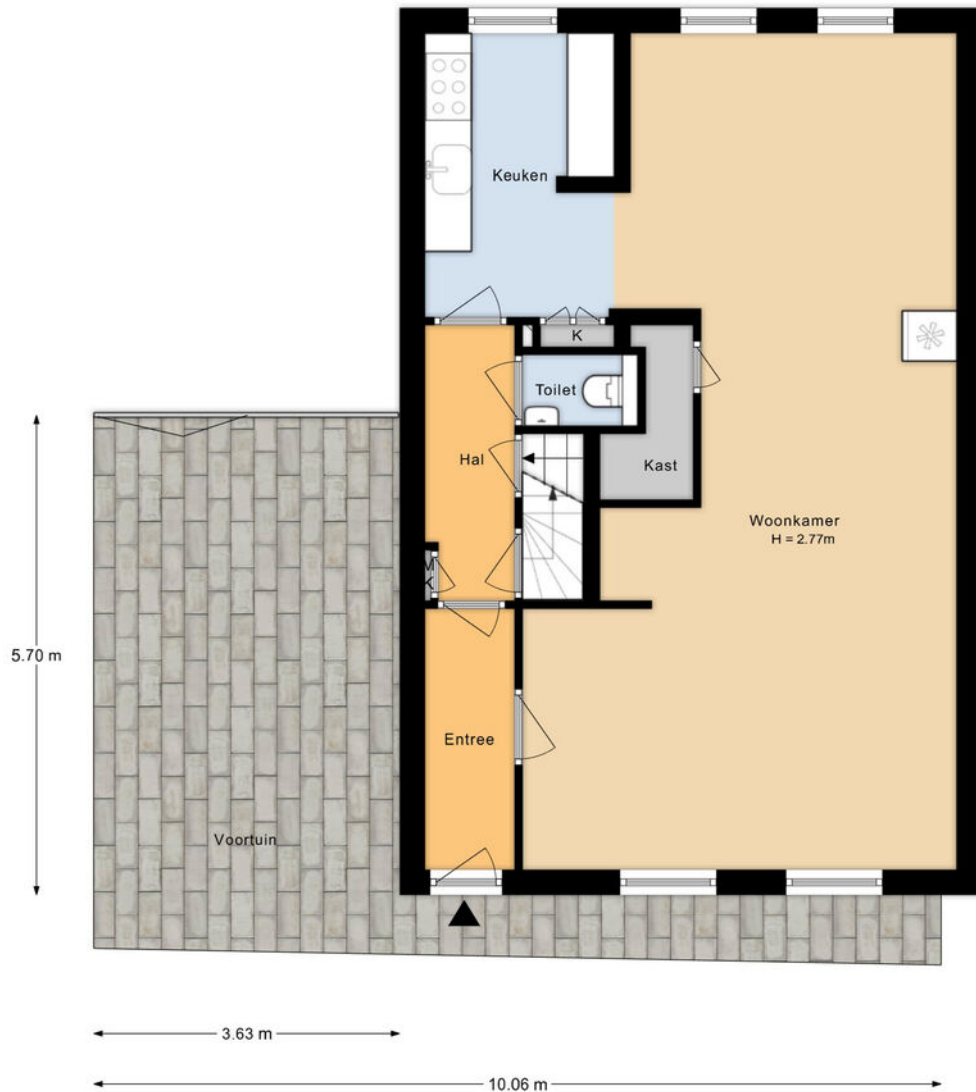 Keuken
K
Toilet
Hal
Kast
Woonkamer
H = 2.77m
M
K
5.70 m
Entree
Voortuin
3.63 m
10.06 m